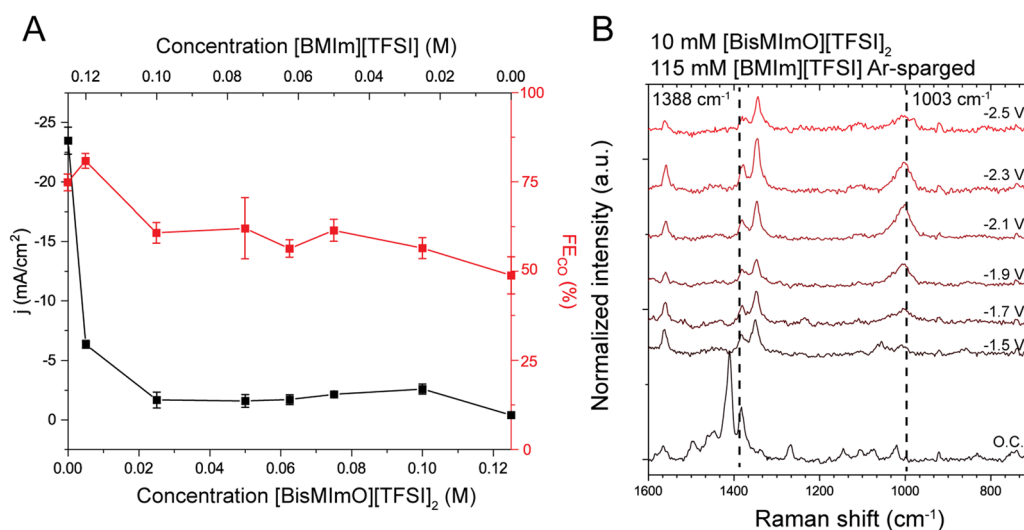 A
Concentration [BMIm][TFSI] (M)
0.12 0.10 0.08 0.06 0.04 0.02 0.00
-25
-20
-15
-10
-5
0
j (mA/cm²)
100
75
50
25
0
FE_CO (%)
0.00 0.02 0.04 0.06 0.08 0.10 0.12
Concentration [BisMImO][TFSI]₂ (M)
B
10 mM [BisMImO][TFSI]₂
115 mM [BMIm][TFSI] Ar-sparged
1388 cm⁻¹ 1003 cm⁻¹
-2.5 V
-2.3 V
-2.1 V
-1.9 V
-1.7 V
-1.5 V
O.C.
Normalized intensity (a.u.)
1600 1400 1200 1000 800
Raman shift (cm⁻¹)